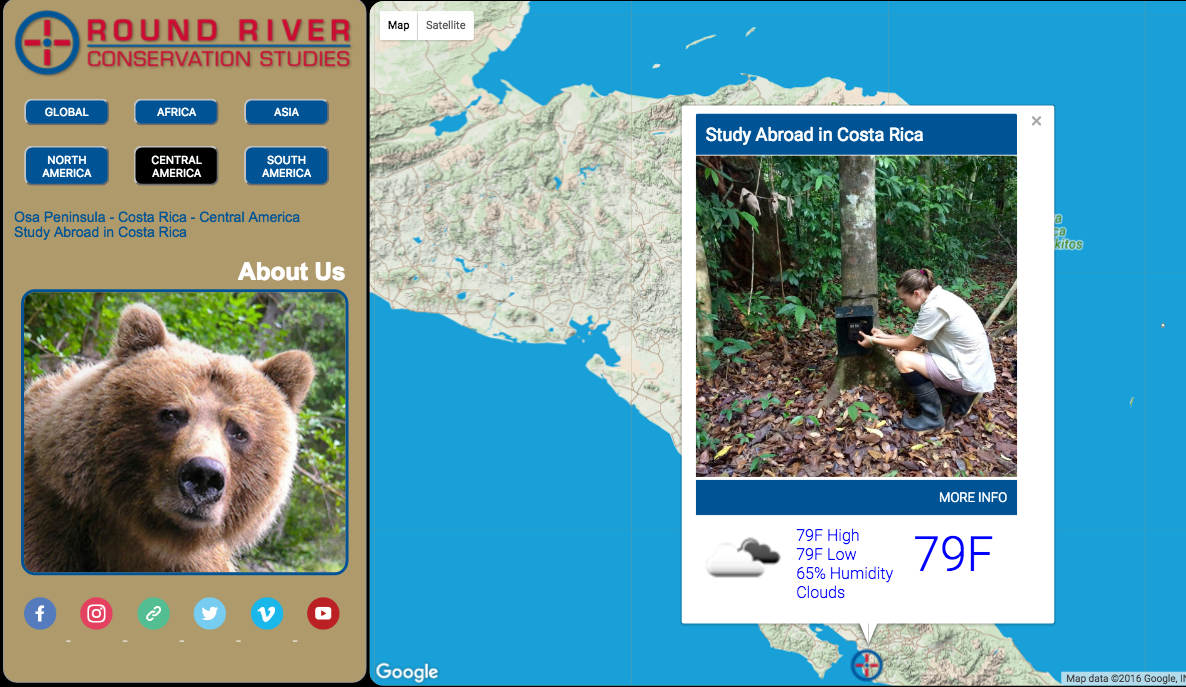 ROUND RIVER
CONSERVATION STUDIES
GLOBAL
AFRICA
ASIA
NORTH
AMERICA
CENTRAL
AMERICA
SOUTH
AMERICA
Osa Peninsula - Costa Rica - Central America
Study Abroad in Costa Rica
About Us
Map
Satellite
Study Abroad in Costa Rica
MORE INFO
79F High
79F Low
65% Humidity
Clouds
79F
Google
Map data ©2016 Google,